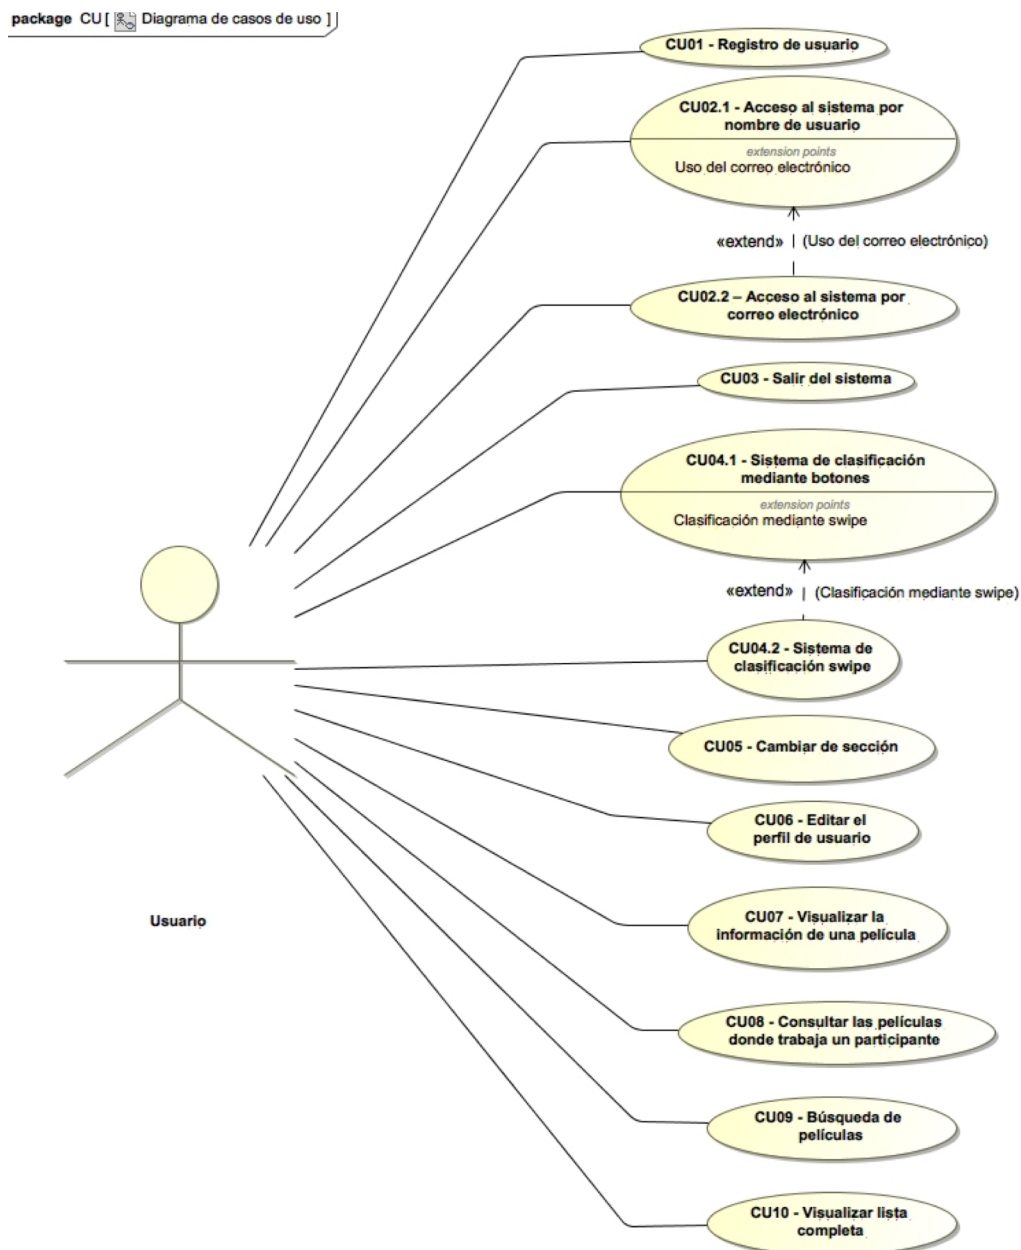 package CU [ Diagrama de casos de uso ]
CU01 - Registro de usuario
CU02.1 - Acceso al sistema por
nombre de usuario
extension points
Uso del correo electrónico
«extend» (Uso del correo electrónico)
CU02.2 – Acceso al sistema por
correo electrónico
CU03 - Salir del sistema
CU04.1 - Sistema de clasificación
mediante botones
extension points
Clasificación mediante swipe
«extend» (Clasificación mediante swipe)
CU04.2 - Sistema de
clasificación swipe
CU05 - Cambiar de sección
CU06 - Editar el
perfil de usuario
Usuario
CU07 - Visualizar la
información de una película
CU08 - Consultar las películas
donde trabaja un participante
CU09 - Búsqueda de
películas
CU10 - Visualizar lista
completa